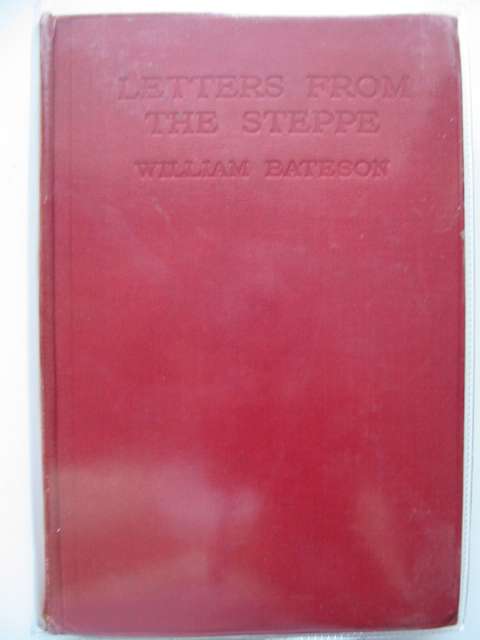 LETTERS FROM
THE STEPPE
WILLIAM BATESON